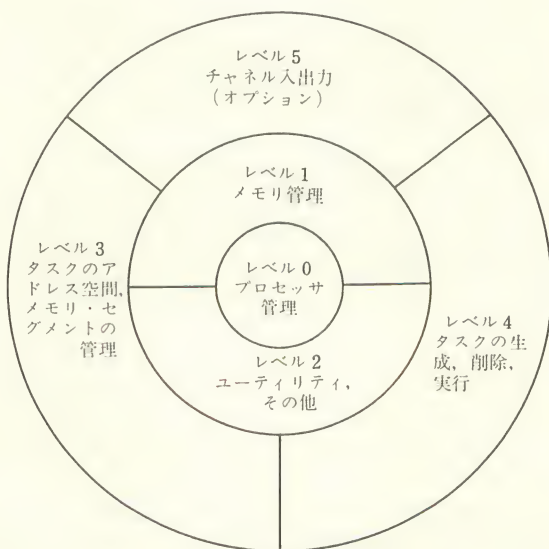 レベル5
チャネル入出力
(オプション)
レベル1
メモリ管理
レベル3
タスクのア
ドレス空間,
メモリ・セ
グメントの
管理
レベル0
プロセッサ
管理
レベル4
タスクの生
成, 削除,
実行
レベル2
ユーティリティ,
その他